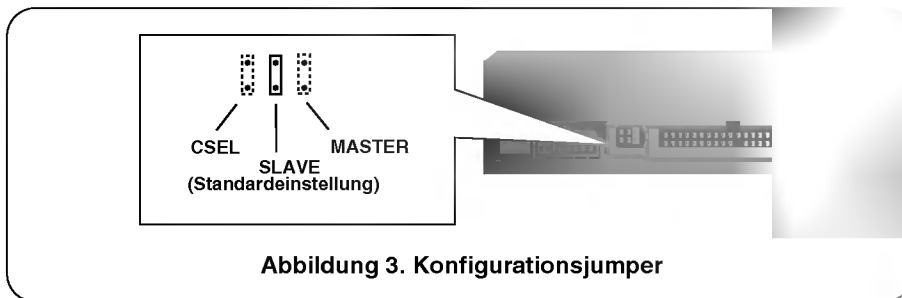 CSEL
MASTER
SLAVE
(Standardeinstellung)
Abbildung 3. Konfigurationsjumper